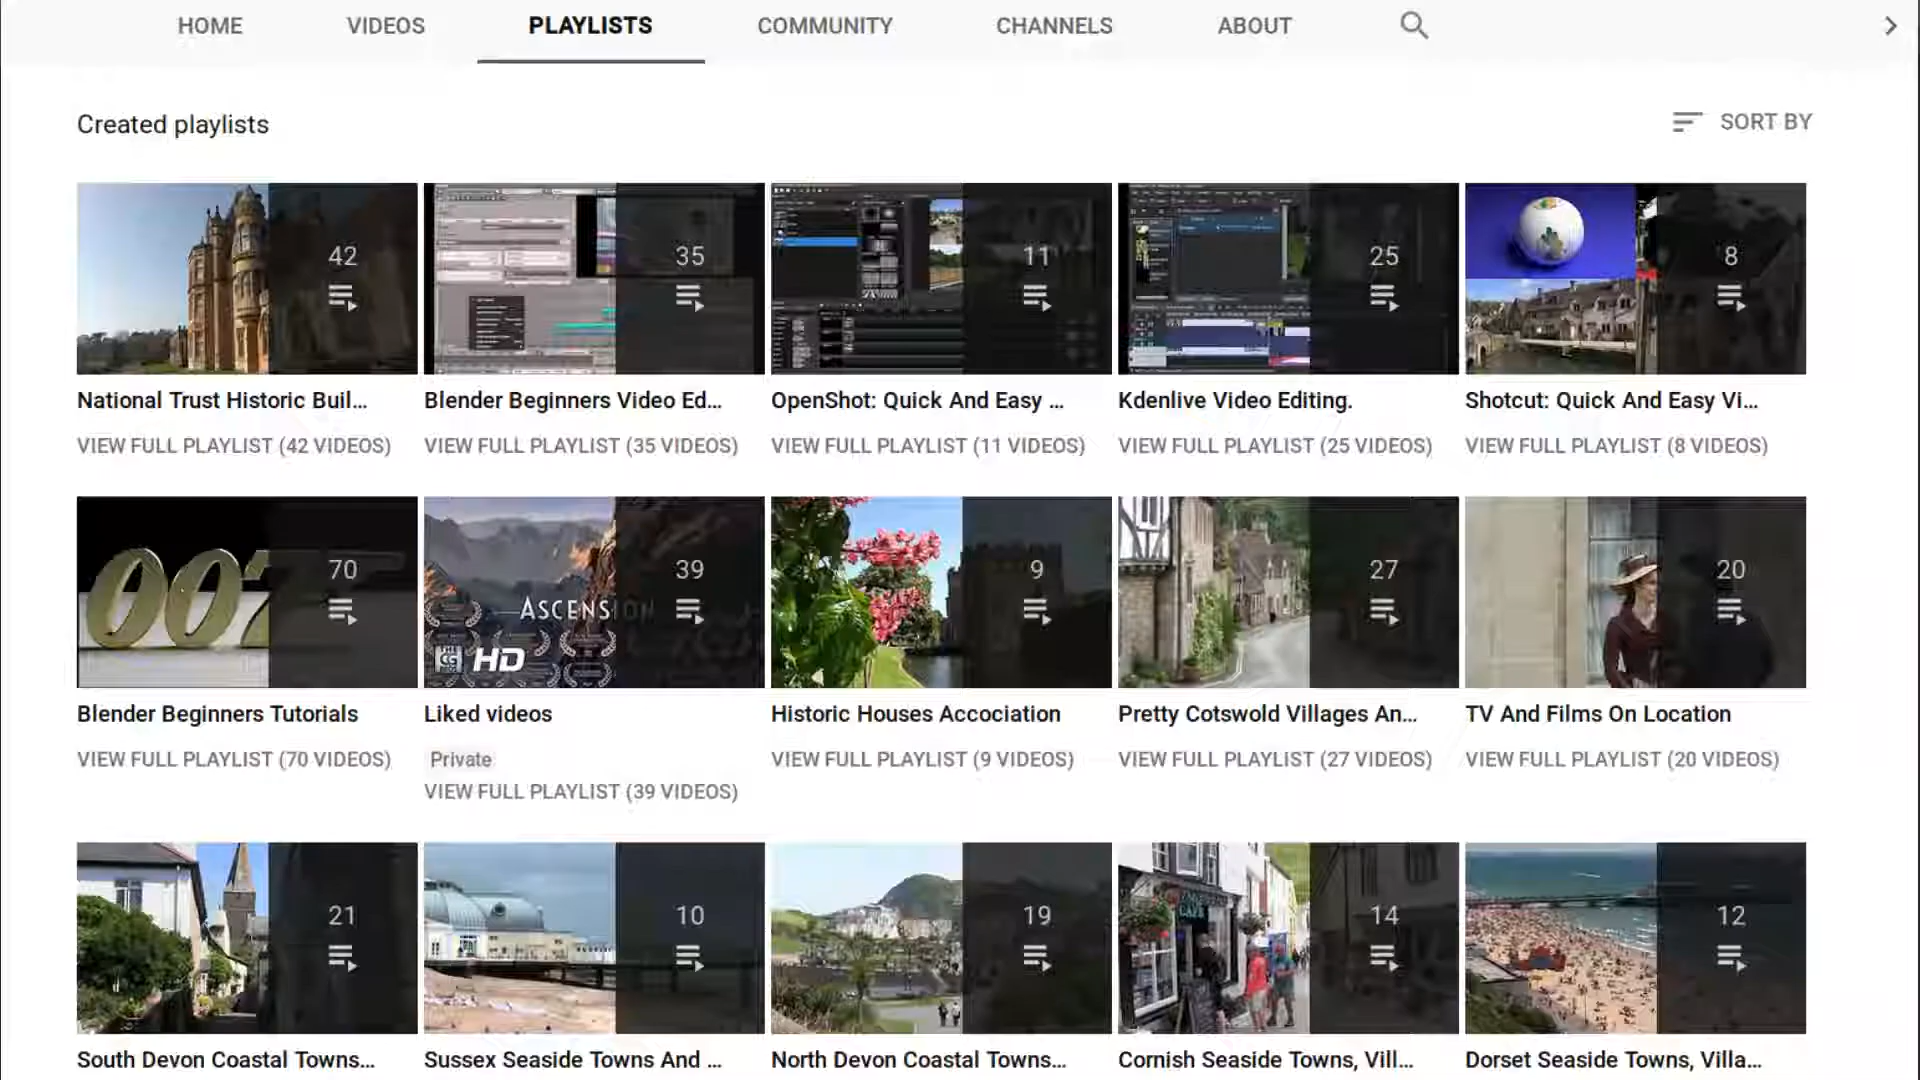 HOME VIDEOS PLAYLISTS COMMUNITY CHANNELS ABOUT
Created playlists
SORT BY
42 35 11 25 8
National Trust Historic Buil... Blender Beginners Video Ed... OpenShot: Quick And Easy ... Kdenlive Video Editing. Shotcut: Quick And Easy Vi...
VIEW FULL PLAYLIST (42 VIDEOS) VIEW FULL PLAYLIST (35 VIDEOS) VIEW FULL PLAYLIST (11 VIDEOS) VIEW FULL PLAYLIST (25 VIDEOS) VIEW FULL PLAYLIST (8 VIDEOS)
007 70 39 9 27 20
ASCENSION
THE CG HD
Blender Beginners Tutorials Liked videos Historic Houses Accociation Pretty Cotswold Villages An... TV And Films On Location
VIEW FULL PLAYLIST (70 VIDEOS) Private VIEW FULL PLAYLIST (9 VIDEOS) VIEW FULL PLAYLIST (27 VIDEOS) VIEW FULL PLAYLIST (20 VIDEOS)
VIEW FULL PLAYLIST (39 VIDEOS)
21 10 19 CAFE 14 12
South Devon Coastal Towns... Sussex Seaside Towns And ... North Devon Coastal Towns... Cornish Seaside Towns, Vill... Dorset Seaside Towns, Villa...